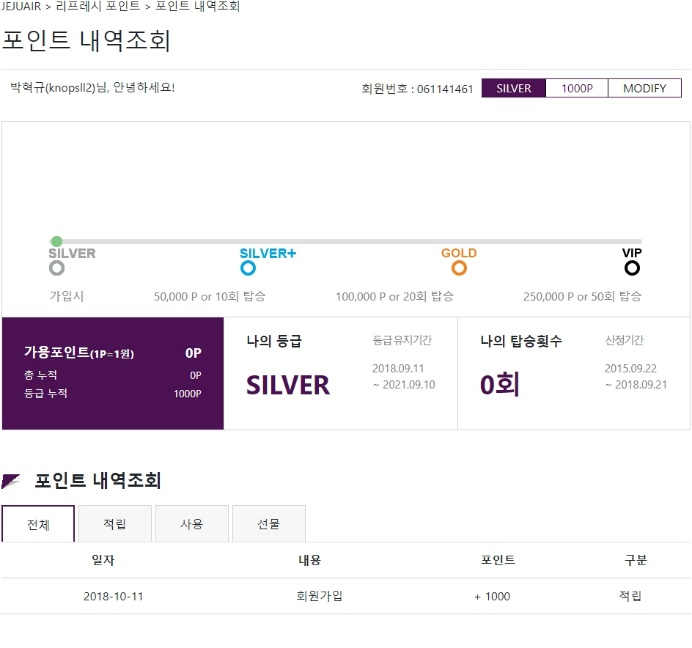 JEJUAIR > 리프레시 포인트 > 포인트 내역조회
포인트 내역조회
박혁규(knopsll2)님, 안녕하세요!
회원번호 : 061141461 SILVER 1000P MODIFY
SILVER SILVER+ GOLD VIP
가입시 50,000 P or 10회 탑승 100,000 P or 20회 탑승 250,000 P or 50회 탑승
가용포인트(1P=1원) 0P
총 누적 0P
등급 누적 1000P
나의 등급 등급 유지기간
SILVER 2018.09.11
~ 2021.09.10
나의 탑승횟수 산정기간
0회 2015.09.22
~ 2018.09.21
포인트 내역조회
전체 적립 사용 선물
일자 내용 포인트 구분
2018-10-11 회원가입 + 1000 적립